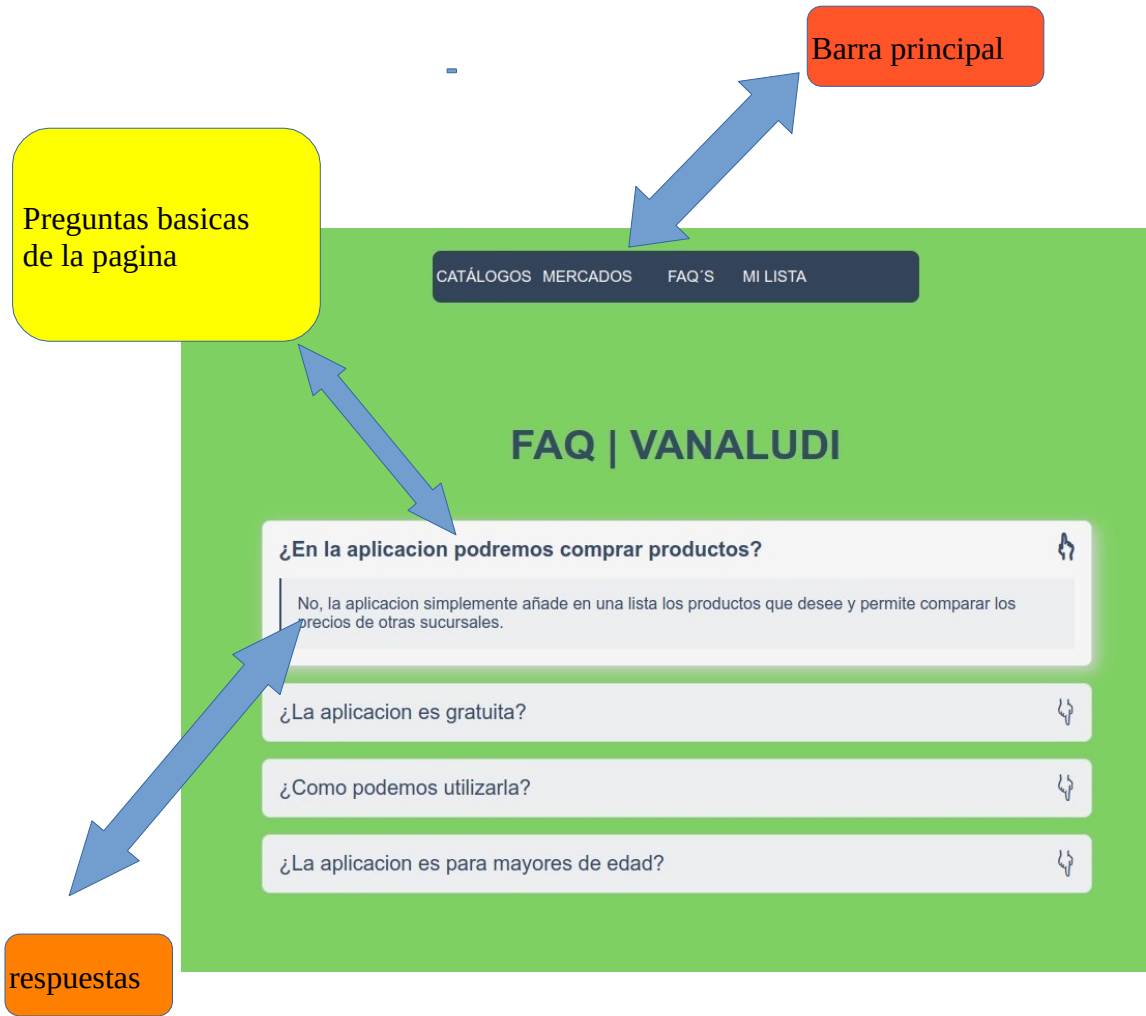 Barra principal
Preguntas basicas
de la pagina
CATÁLOGOS MERCADOS FAQ´S MI LISTA
FAQ | VANALUDI
¿En la aplicacion podremos comprar productos?
No, la aplicacion simplemente añade en una lista los productos que desee y permite comparar los
precios de otras sucursales.
¿La aplicacion es gratuita?
¿Como podemos utilizarla?
¿La aplicacion es para mayores de edad?
respuestas